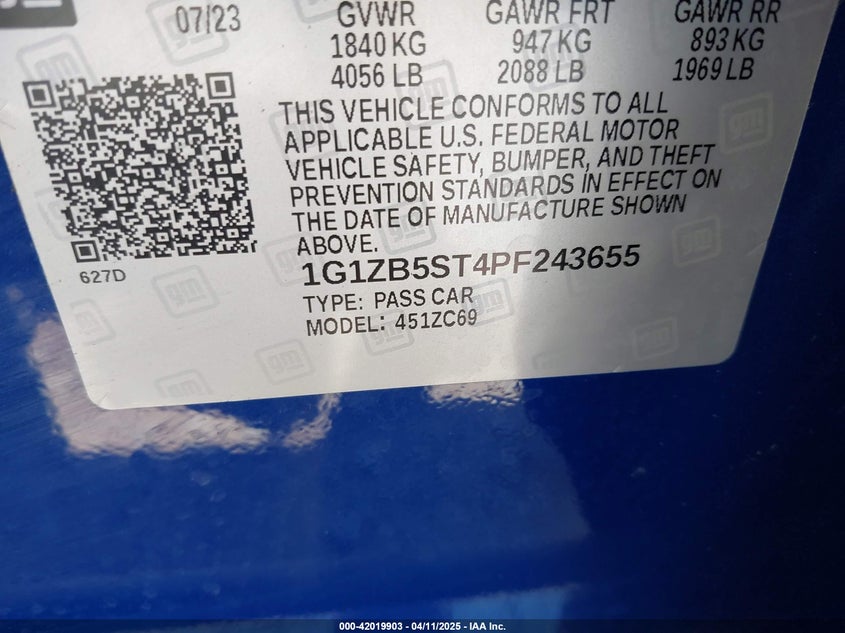 gm
07/23 GVWR GAWR FRT GAWR RR
1840 KG 947 KG 893 KG
4056 LB 2088 LB 1969 LB
THIS VEHICLE CONFORMS TO ALL
APPLICABLE U.S. FEDERAL MOTOR
VEHICLE SAFETY, BUMPER, AND THEFT
PREVENTION STANDARDS IN EFFECT ON
THE DATE OF MANUFACTURE SHOWN
ABOVE.
627D
1G1ZB5ST4PF243655
TYPE: PASS CAR
MODEL: 451ZC69
000-42019903 - 04/11/2025 - IAA Inc.